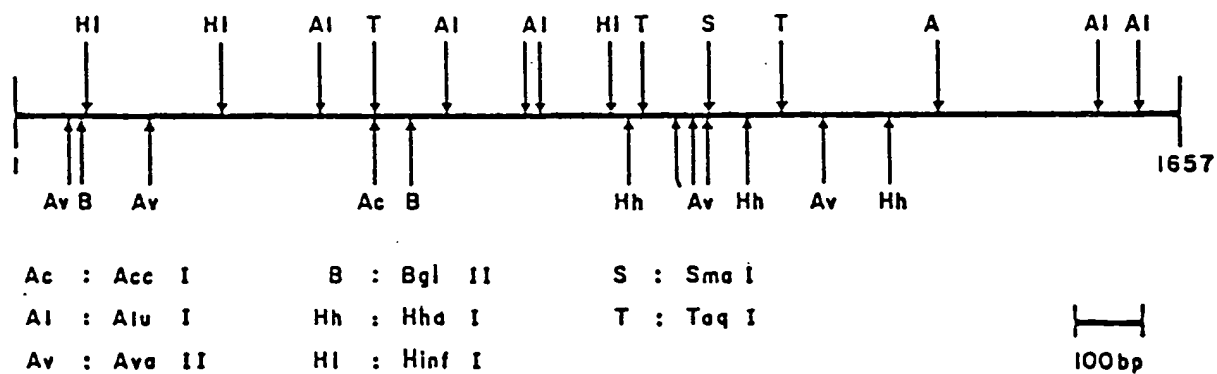 HI HI AI T AI AI HI T S T A AI AI
I 1657
Av B Av Ac B Hh Av Hh Av Hh
Ac : Acc I B : Bgl II S : Sma I
AI : Alu I Hh : Hha I T : Taq I
Av : Ava II HI : Hinf I
100bp